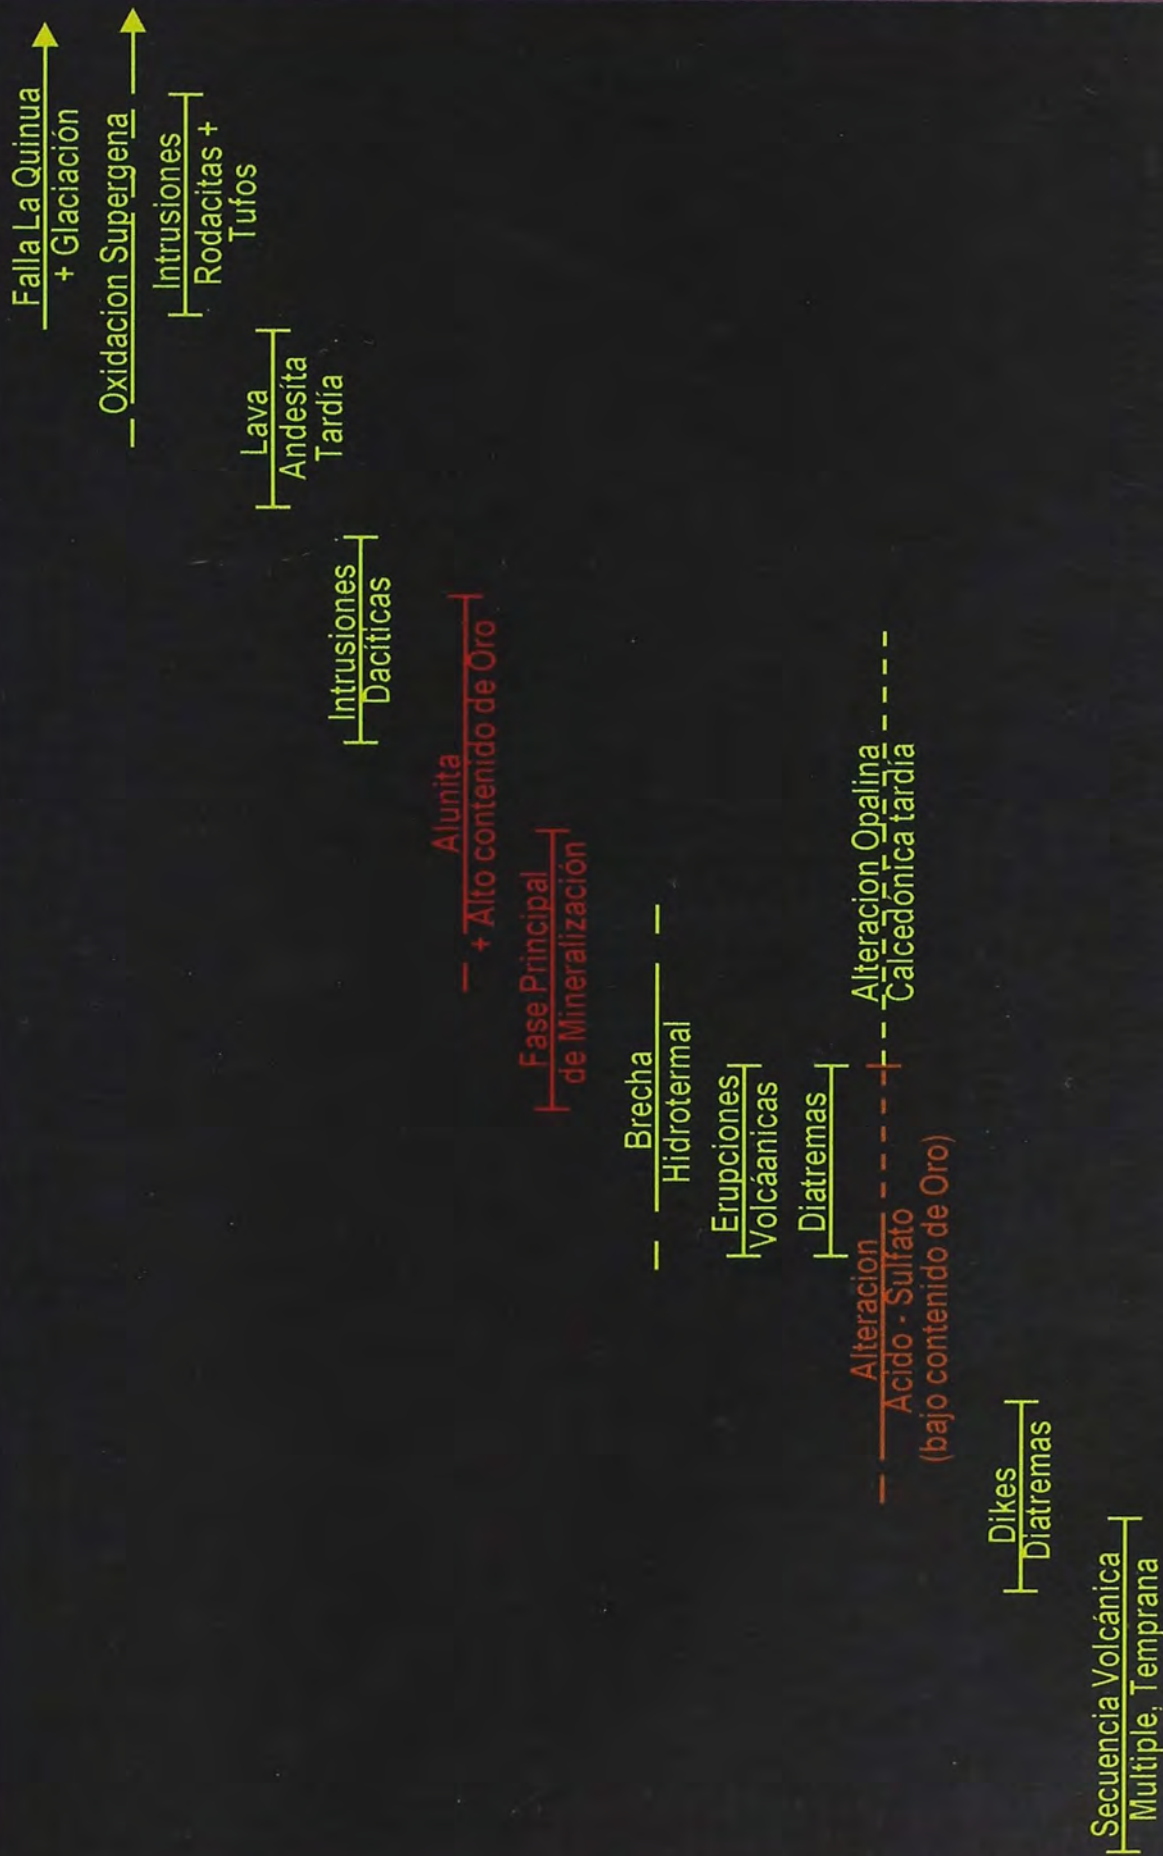 Falla La Quinua
+ Glaciación
Oxidacion Supergena
Intrusiones
Rodacitas +
Tufos
Lava
Andesíta
Tardía
Intrusiones
Dacíticas
Alunita
+ Alto contenido de Oro
Fase Principal
de Mineralización
Brecha
Hidrotermal
Erupciones
Volcáanicas
Diatremas
Alteracion
Acido - Sulfato
(bajo contenido de Oro)
Alteracion Opalina
Calcedónica tardía
Dikes
Diatremas
Secuencia Volcánica
Multiple, Temprana